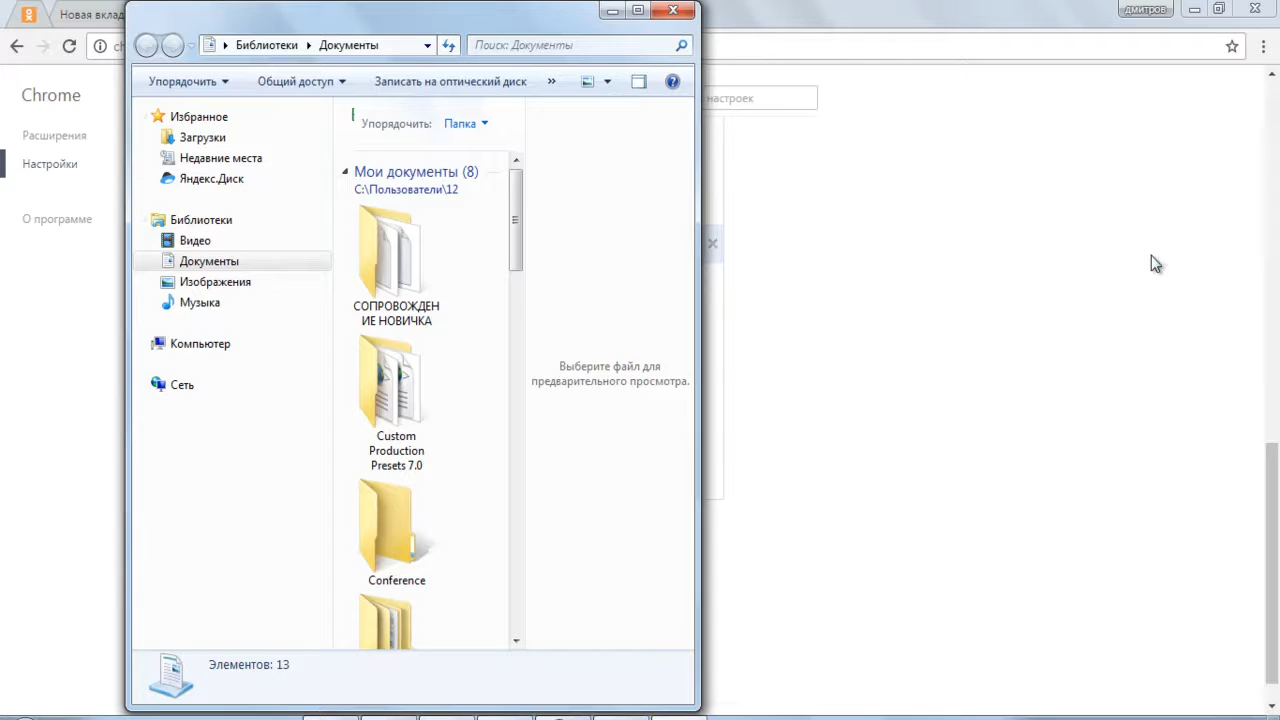 Новая вклад
дмитров
Библиотеки
Документы
Поиск: Документы
Упорядочить
Общий доступ
Записать на оптический диск
»
Chrome
настроек
Расширения
Настройки
О программе
Избранное
Загрузки
Недавние места
Яндекс.Диск
Библиотеки
Видео
Документы
Изображения
Музыка
Компьютер
Сеть
Упорядочить: Папка
Мои документы (8)
C:\Пользователи\12
СОПРОВОЖДЕН
ИЕ НОВИЧКА
Custom
Production
Presets 7.0
Conference
Выберите файл для
предварительного просмотра.
Элементов: 13